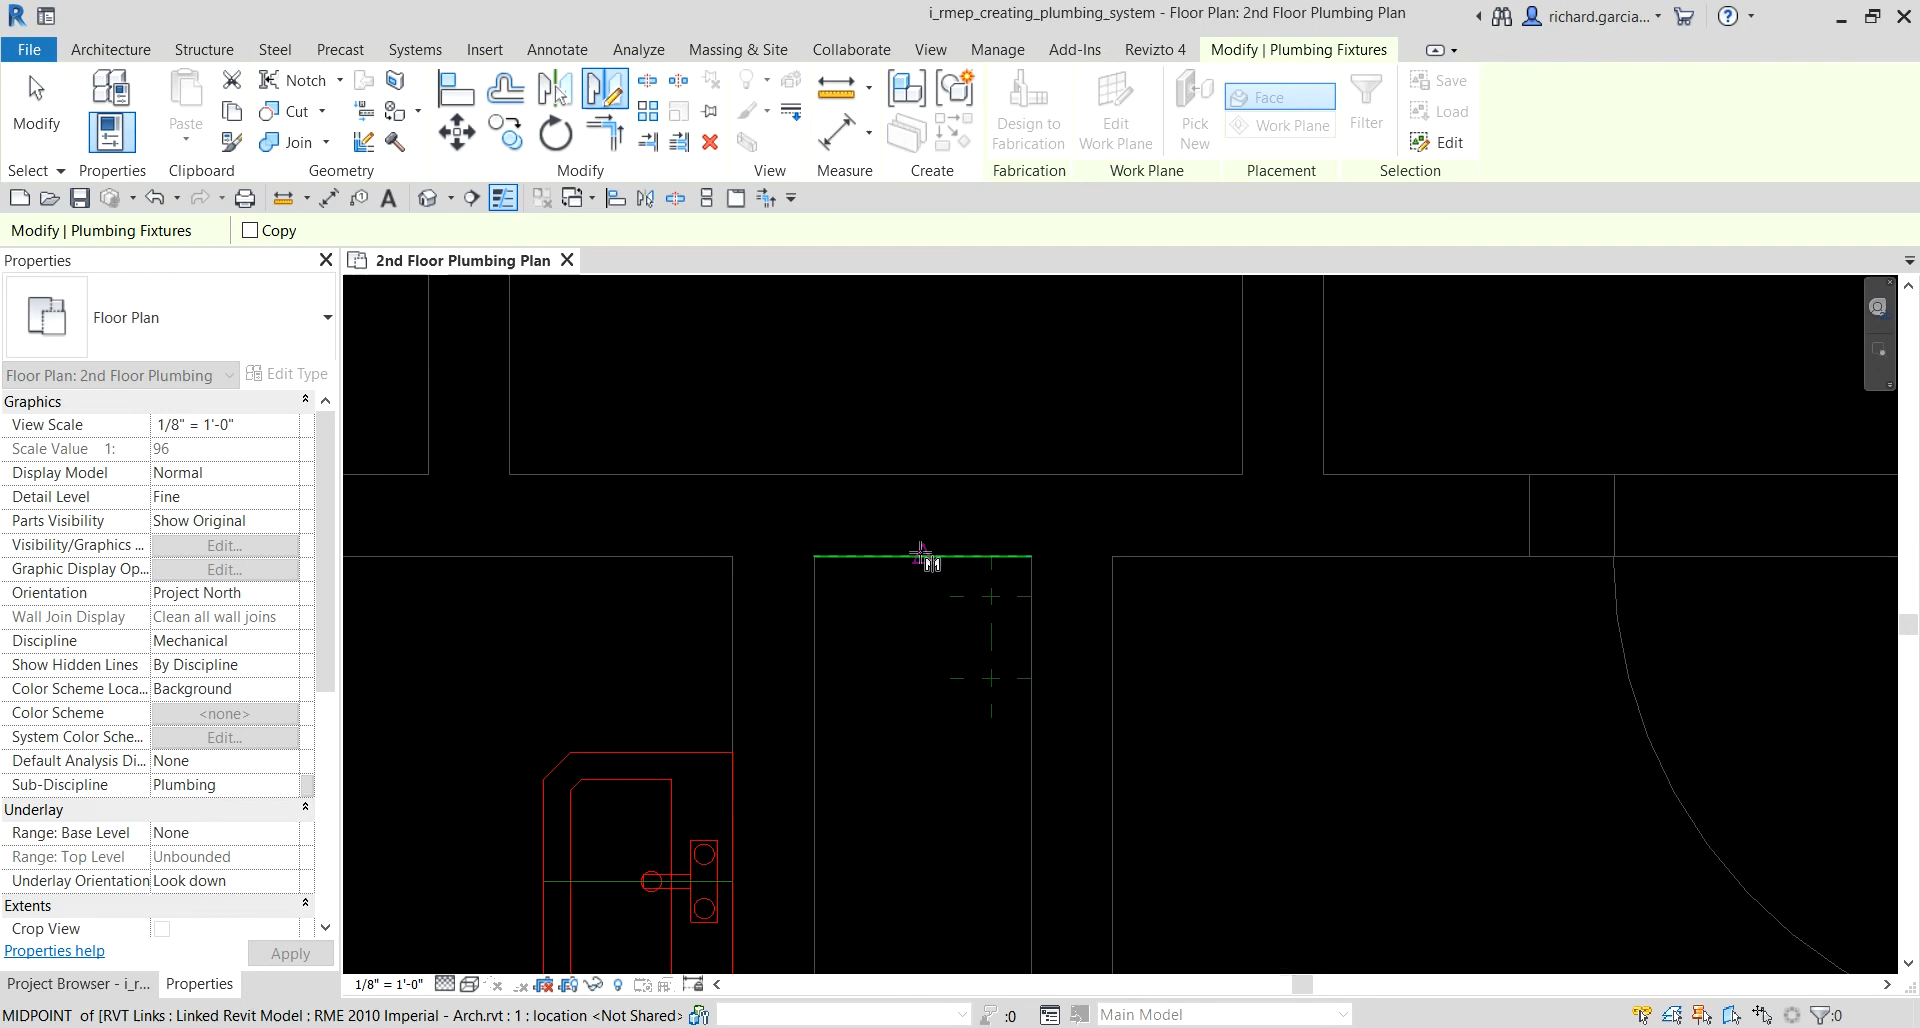 i_rmep_creating_plumbing_system - Floor Plan: 2nd Floor Plumbing Plan
richard.garcia...
File
Architecture
Structure
Steel
Precast
Systems
Insert
Annotate
Analyze
Massing & Site
Collaborate
View
Manage
Add-Ins
Revizto 4
Modify | Plumbing Fixtures
Modify
Paste
Notch
Cut
Join
Design to Fabrication
Edit Work Plane
Pick New
Face
Work Plane
Filter
Save
Load
Edit
Select
Properties
Clipboard
Geometry
Modify
View
Measure
Create
Fabrication
Work Plane
Placement
Selection
Modify | Plumbing Fixtures
Copy
Properties
2nd Floor Plumbing Plan
Floor Plan
Floor Plan: 2nd Floor Plumbing
Edit Type
Graphics
View Scale 1/8" = 1'-0"
Scale Value 1: 96
Display Model Normal
Detail Level Fine
Parts Visibility Show Original
Visibility/Graphics ... Edit...
Graphic Display Op... Edit...
Orientation Project North
Wall Join Display Clean all wall joins
Discipline Mechanical
Show Hidden Lines By Discipline
Color Scheme Loca... Background
Color Scheme <none>
System Color Sche... Edit...
Default Analysis Di... None
Sub-Discipline Plumbing
Underlay
Range: Base Level None
Range: Top Level Unbounded
Underlay Orientation Look down
Extents
Crop View
Properties help
Apply
Project Browser - i_r...
Properties
1/8" = 1'-0"
MIDPOINT of [RVT Links : Linked Revit Model : RME 2010 Imperial - Arch.rvt : 1 : location <Not Shared>
:0
Main Model
:0